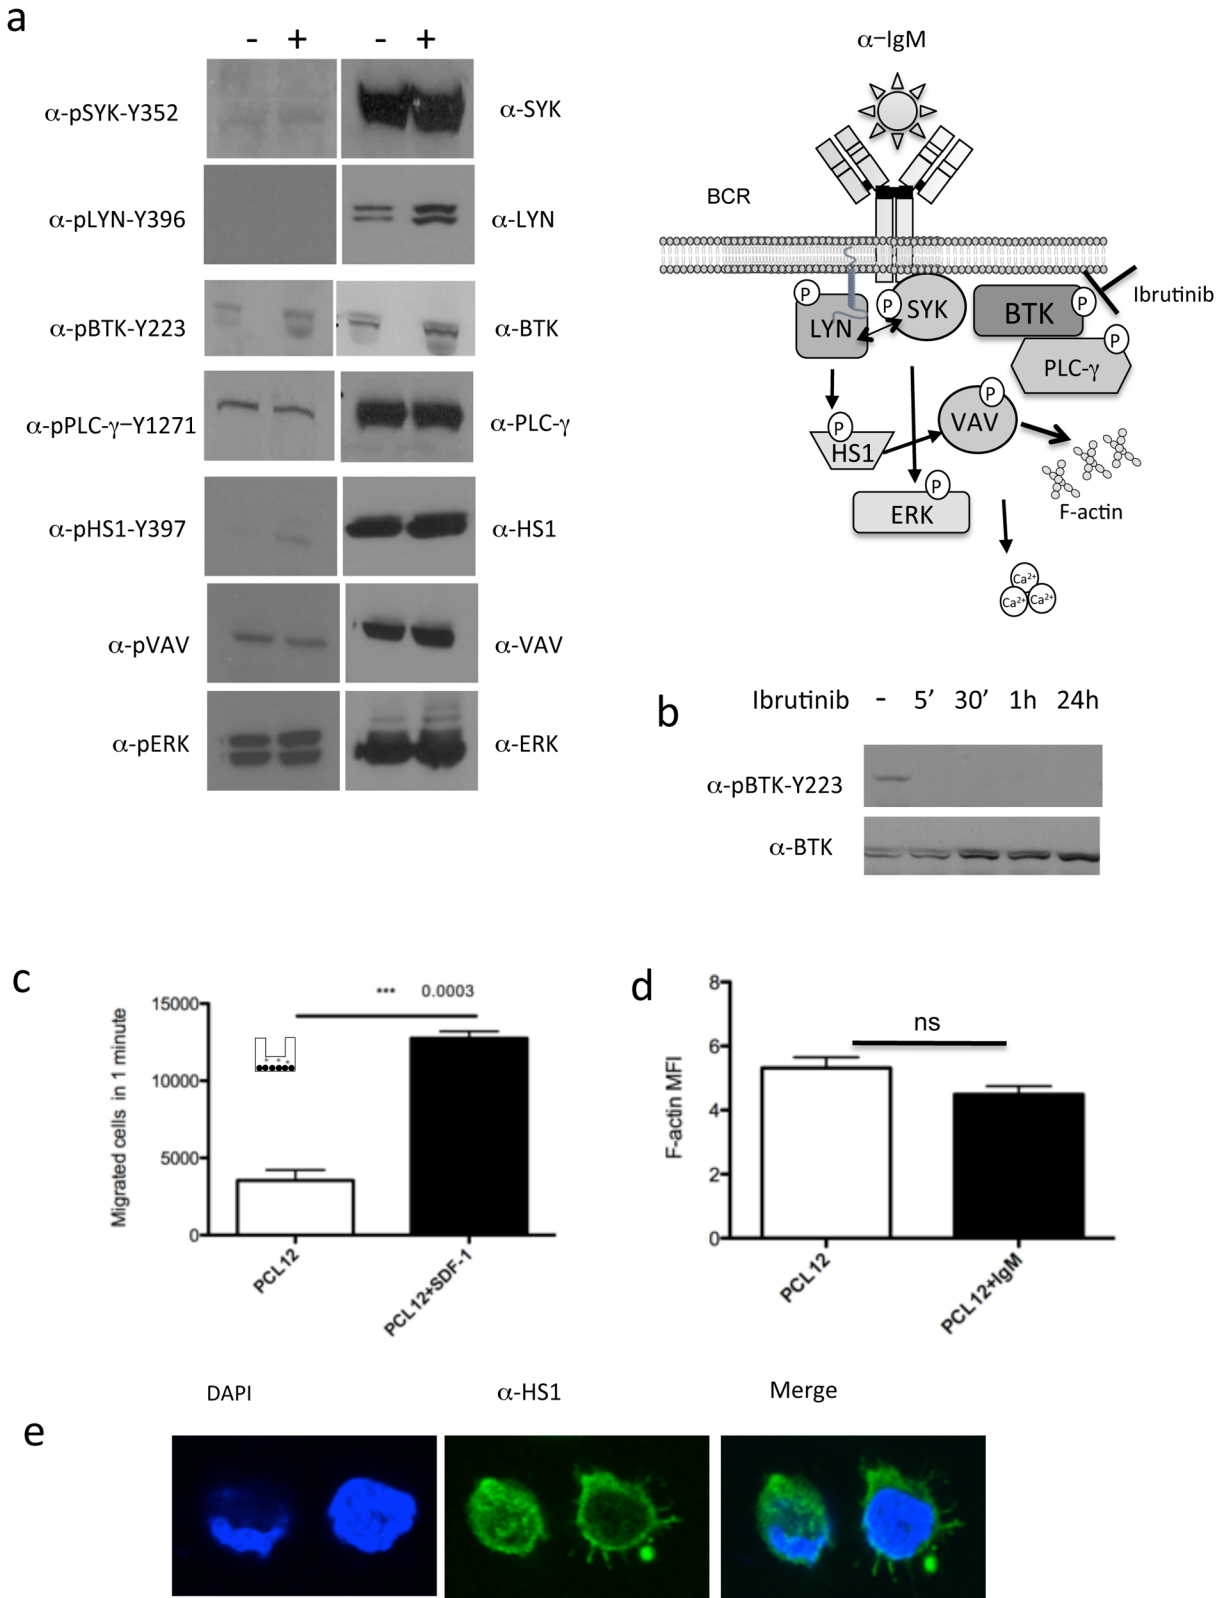 a
- + - +
α-pSYK-Y352 α-SYK
α-pLYN-Y396 α-LYN
α-pBTK-Y223 α-BTK
α-pPLC-γ–Y1271 α-PLC-γ
α-pHS1-Y397 α-HS1
α-pVAV α-VAV
α-pERK α-ERK
α–IgM
BCR
Ibrutinib
P P P P
LYN SYK BTK
PLC-γ
P P
HS1 VAV
P
ERK
F-actin
Ca2+
Ca2+ Ca2+
b
Ibrutinib - 5’ 30’ 1h 24h
α-pBTK-Y223
α-BTK
c
*** 0.0003
Migrated cells in 1 minute
15000
10000
5000
0
PCL12
PCL12+SDF-1
d
ns
F-actin MFI
8
6
4
2
0
PCL12
PCL12+IgM
e
DAPI α-HS1 Merge